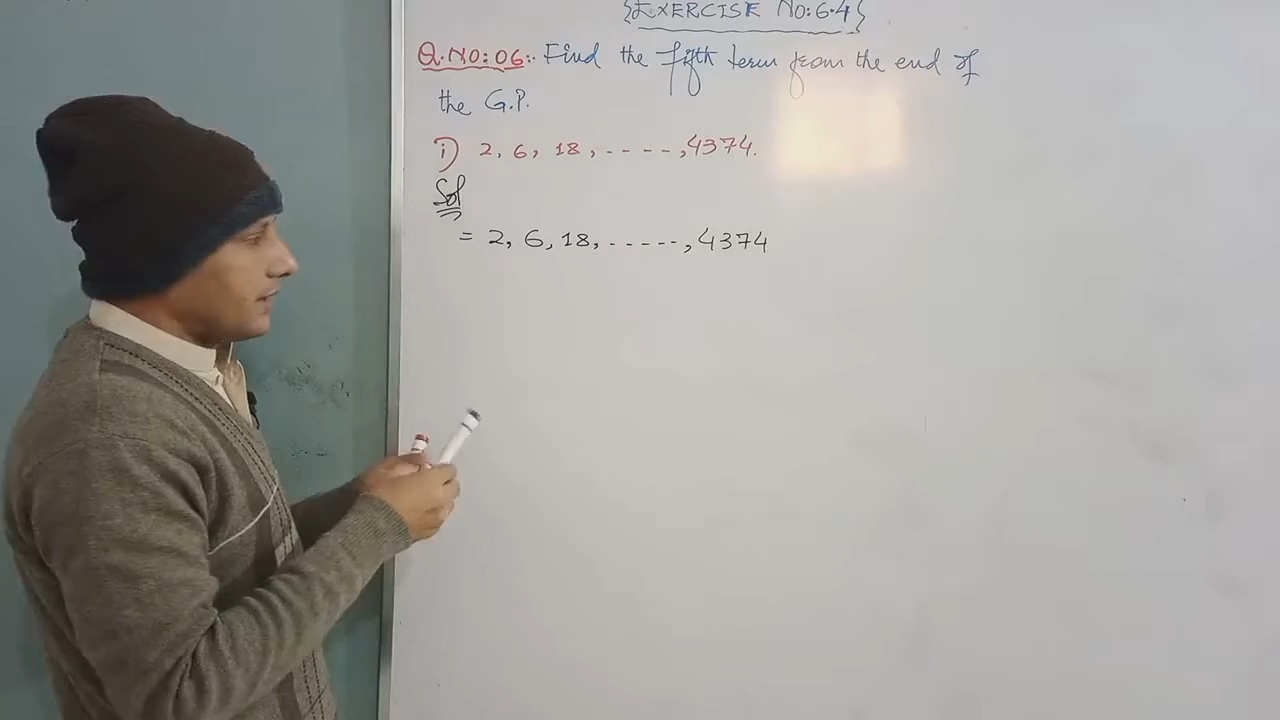 {EXERCISE NO:6.4}
Q.NO:06:. Find the fifth term from the end of
the G.P.
i) 2, 6, 18, - - - -, 4374.
Sol
= 2, 6, 18, - - - - -, 4374